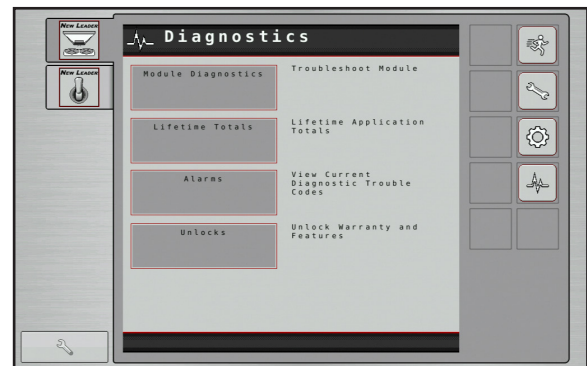 NEW LEADER
Diagnostics
NEW LEADER
Module Diagnostics
Troubleshoot Module
Lifetime Totals
Lifetime Application
Totals
Alarms
View Current
Diagnostic Trouble
Codes
Unlocks
Unlock Warranty and
Features